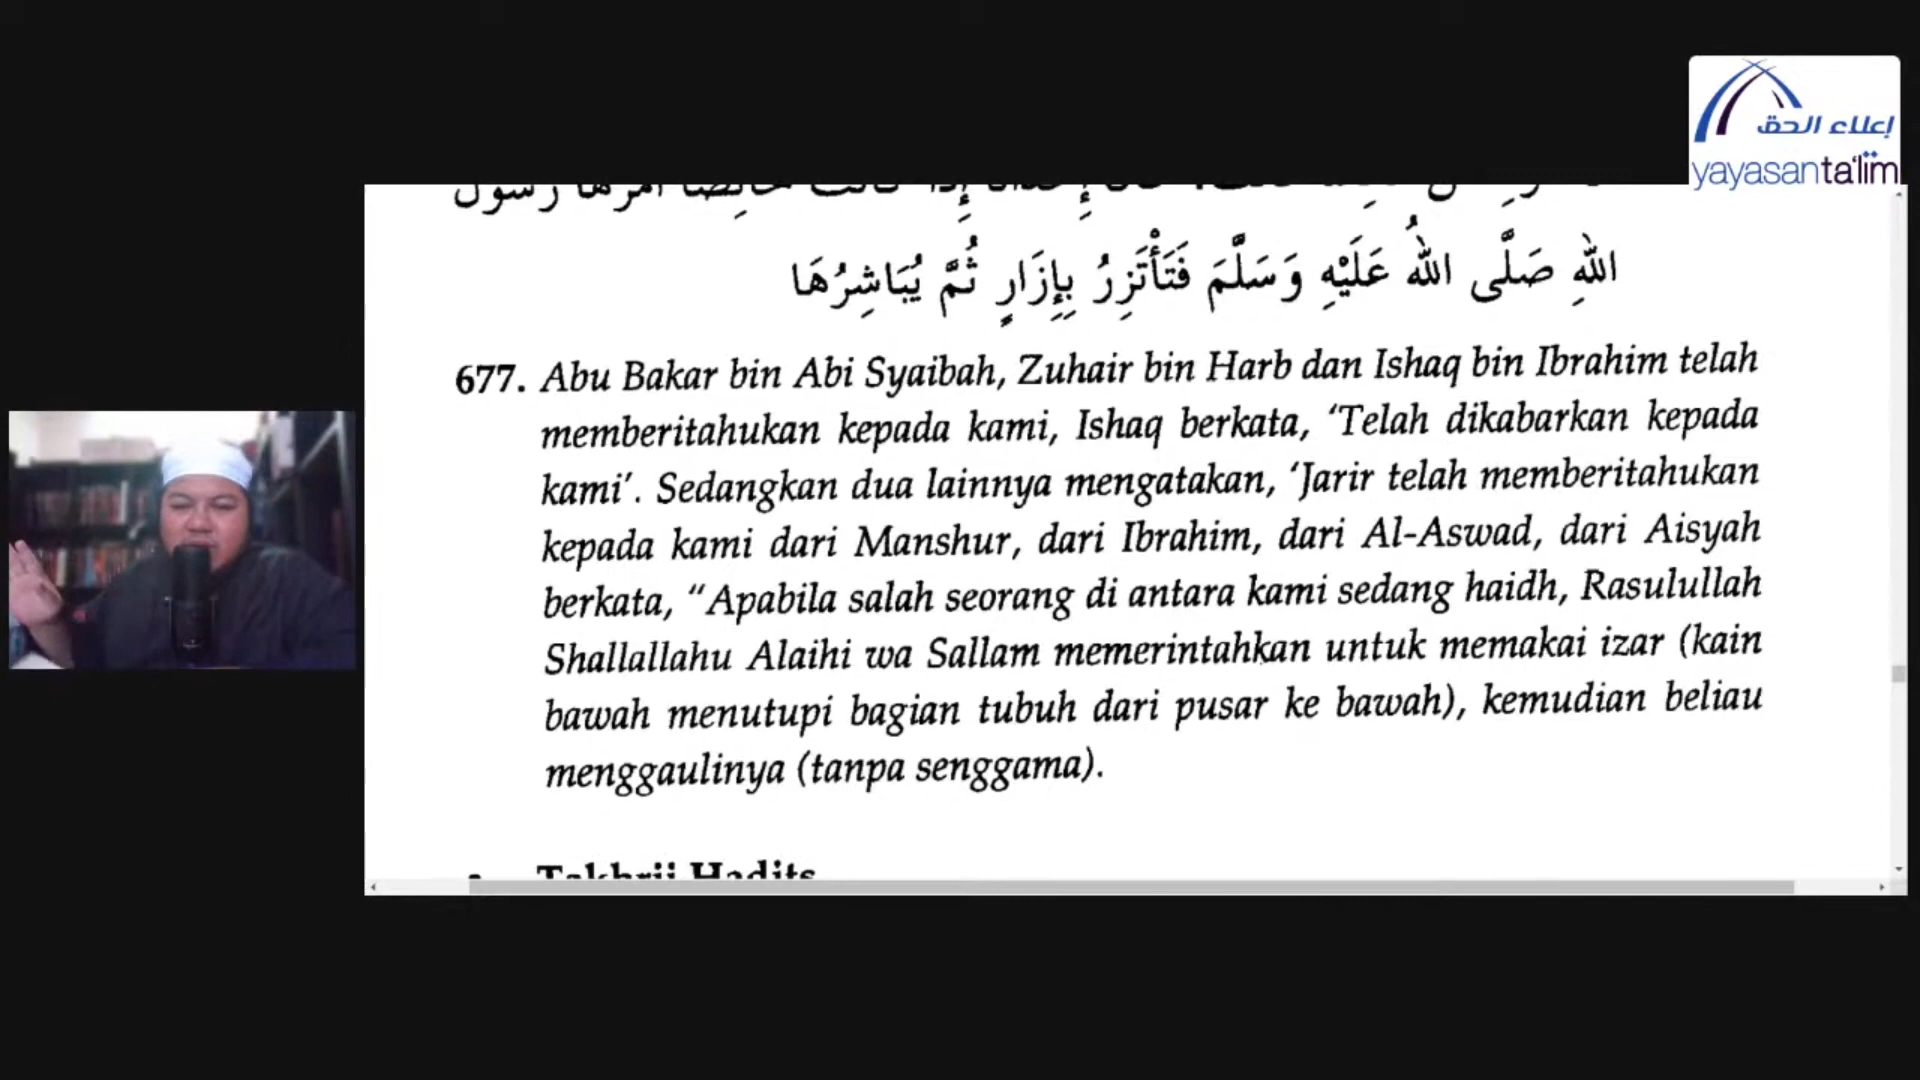 إعلاء الحق
yayasanta'lim
اللهِ صَلَّى اللهُ عَلَيْهِ وَسَلَّمَ فَتَأْتَزِرُ بِإِزَارٍ ثُمَّ يُبَاشِرُهَا
677. Abu Bakar bin Abi Syaibah, Zuhair bin Harb dan Ishaq bin Ibrahim telah
memberitahukan kepada kami, Ishaq berkata, ‘Telah dikabarkan kepada
kami’. Sedangkan dua lainnya mengatakan, ‘Jarir telah memberitahukan
kepada kami dari Manshur, dari Ibrahim, dari Al-Aswad, dari Aisyah
berkata, “Apabila salah seorang di antara kami sedang haidh, Rasulullah
Shallallahu Alaihi wa Sallam memerintahkan untuk memakai izar (kain
bawah menutupi bagian tubuh dari pusar ke bawah), kemudian beliau
menggaulinya (tanpa senggama).
Takhrij Hadits